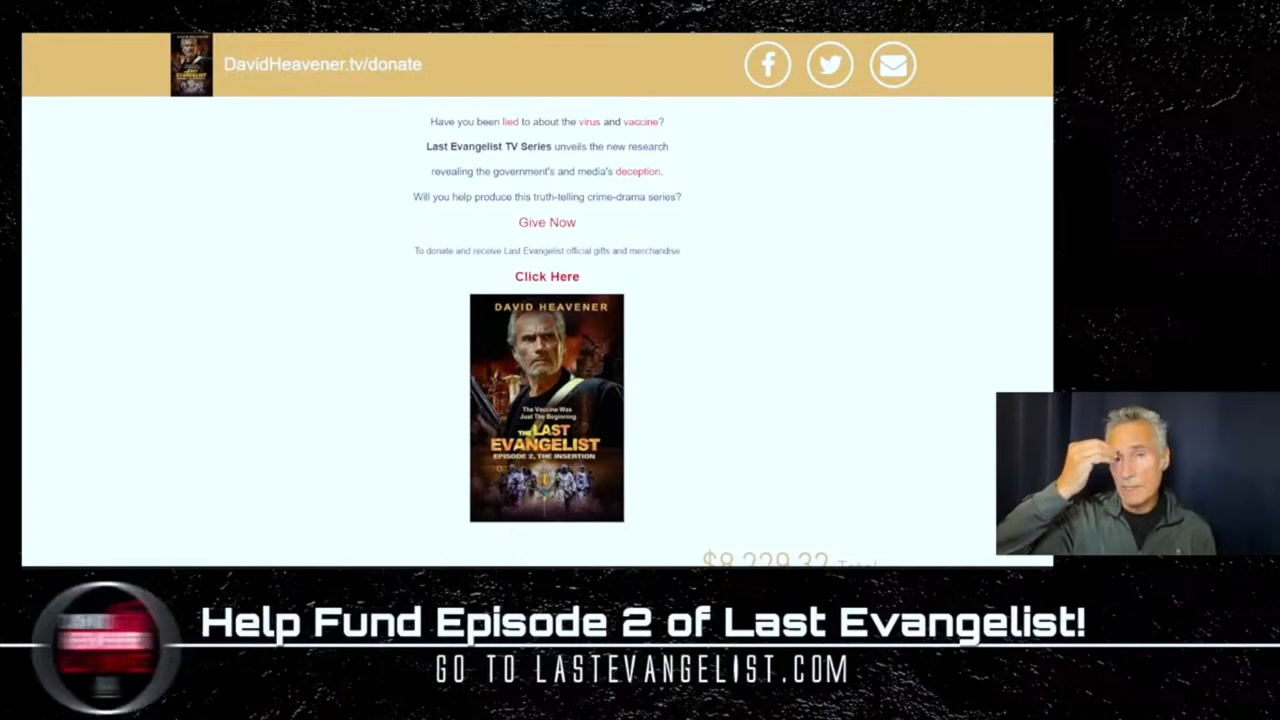 DavidHeavener.tv/donate
Have you been lied to about the virus and vaccine?
Last Evangelist TV Series unveils the new research
revealing the government's and media's deception.
Will you help produce this truth-telling crime-drama series?
Give Now
To donate and receive Last Evangelist official gifts and merchandise
Click Here
DAVID HEAVENER
The Vaccine Was
Just The Beginning
THE LAST
EVANGELIST
EPISODE 2, THE INSERTION
$8,229.32 Total
Help Fund Episode 2 of Last Evangelist!
GO TO LASTEVANGELIST.COM